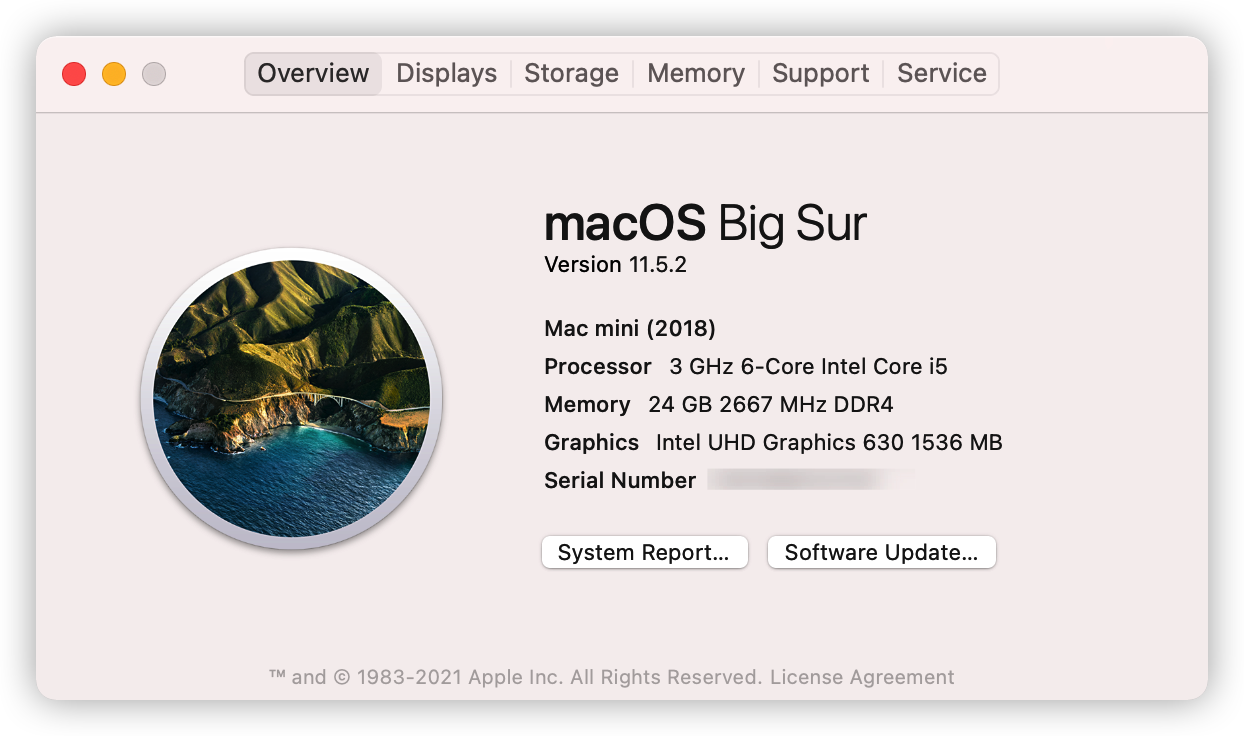 Overview Displays Storage Memory Support Service
macOS Big Sur
Version 11.5.2
Mac mini (2018)
Processor 3 GHz 6-Core Intel Core i5
Memory 24 GB 2667 MHz DDR4
Graphics Intel UHD Graphics 630 1536 MB
Serial Number
System Report... Software Update...
™ and © 1983-2021 Apple Inc. All Rights Reserved. License Agreement